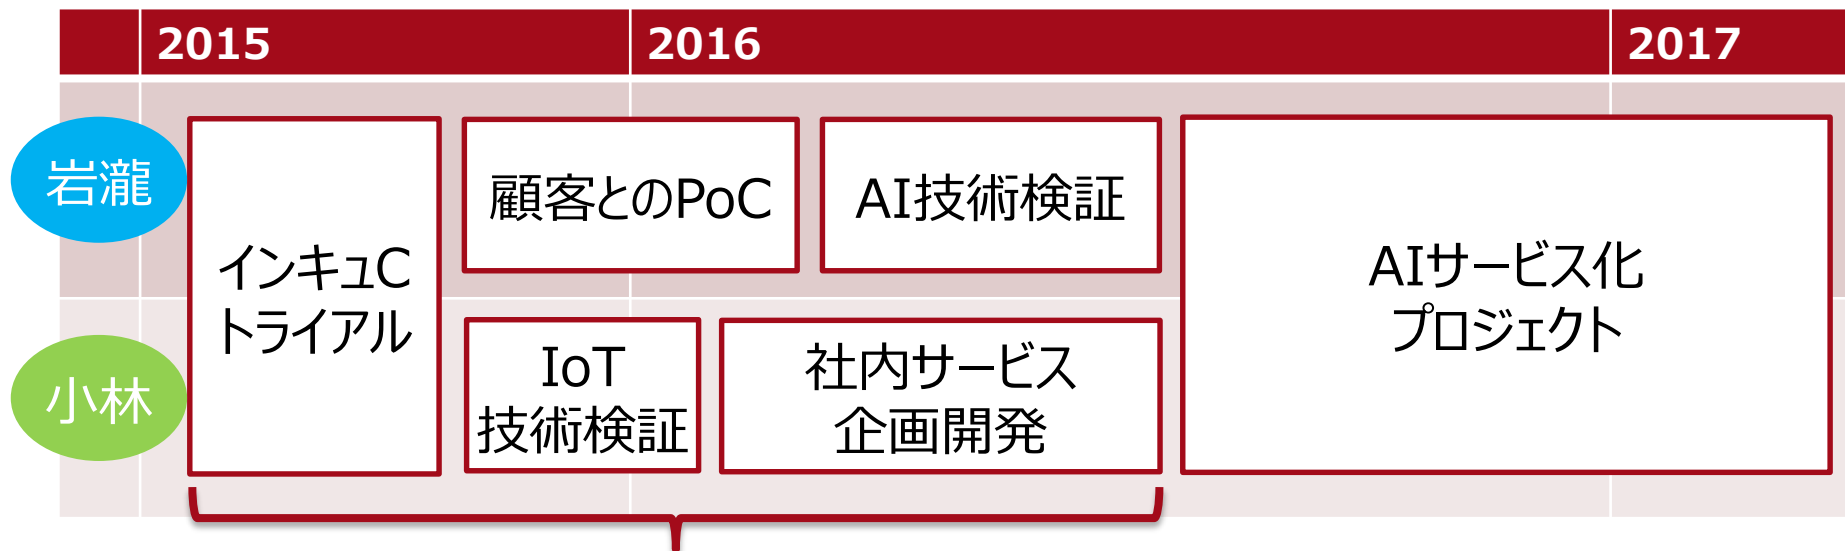 2015
2016
2017
岩瀧
インキュC
トライアル
顧客とのPoC
AI技術検証
AIサービス化
プロジェクト
小林
IoT
技術検証
社内サービス
企画開発